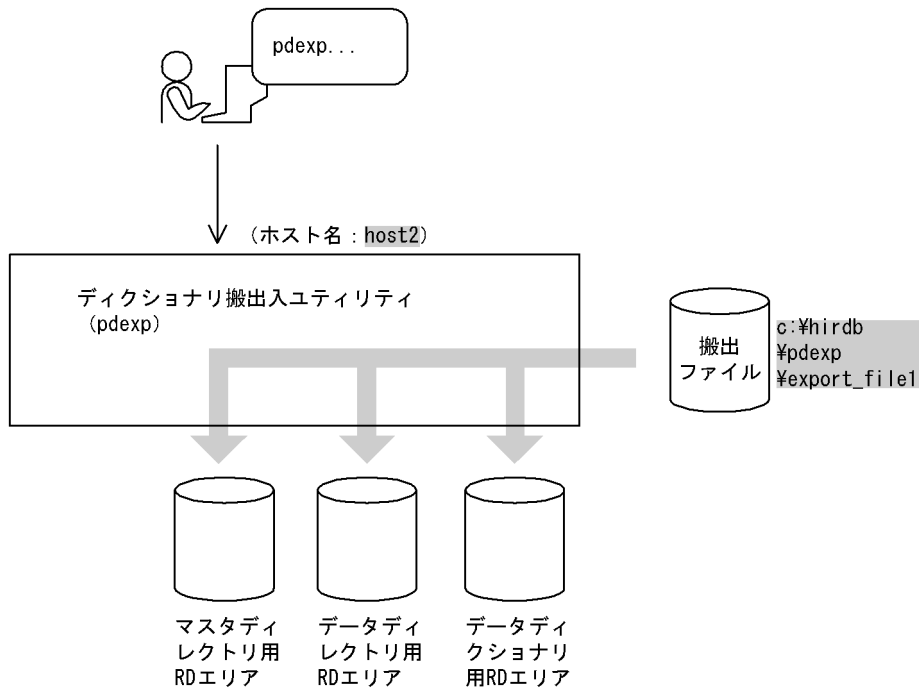 pdexp...
（ホスト名：host2）
ディクショナリ搬出入ユティリティ
（pdexp）
搬出
ファイル
c:¥hirdb
¥pdexp
¥export_file1
マスタディ
レクトリ用
RDエリア
データディ
レクトリ用
RDエリア
データディ
クショナリ
用RDエリア